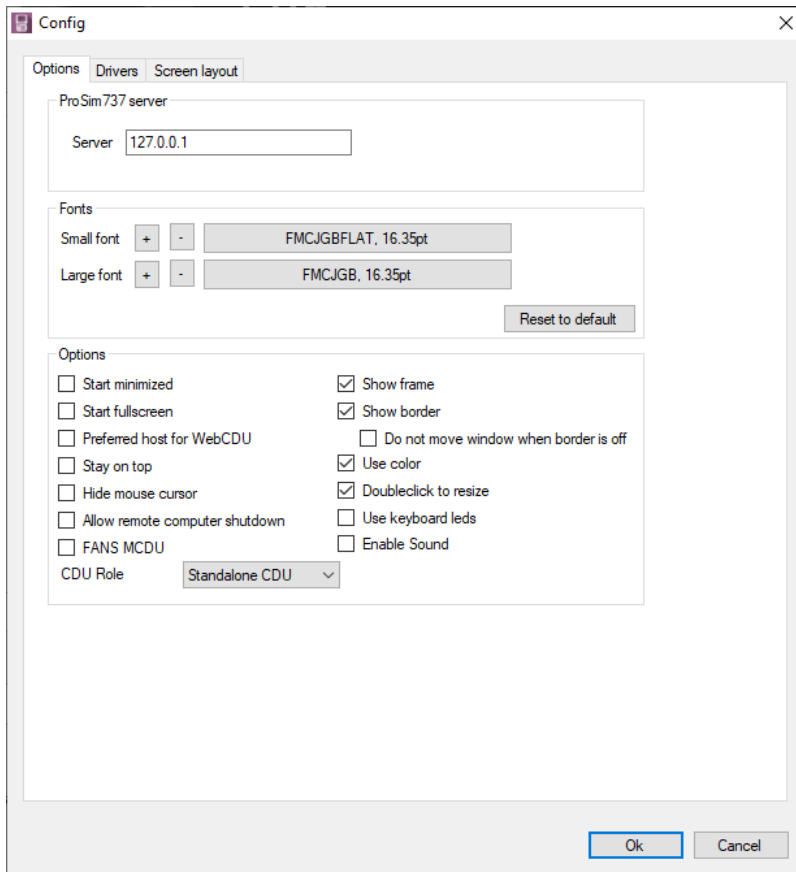 Config
Options Drivers Screen layout
ProSim737 server
Server 127.0.0.1
Fonts
Small font + - FMCJGBFLAT, 16.35pt
Large font + - FMCJGB, 16.35pt
Reset to default
Options
Start minimized
Start fullscreen
Preferred host for WebCDU
Stay on top
Hide mouse cursor
Allow remote computer shutdown
FANS MCDU
CDU Role Standalone CDU
Show frame
Show border
Do not move window when border is off
Use color
Doubleclick to resize
Use keyboard leds
Enable Sound
Ok Cancel